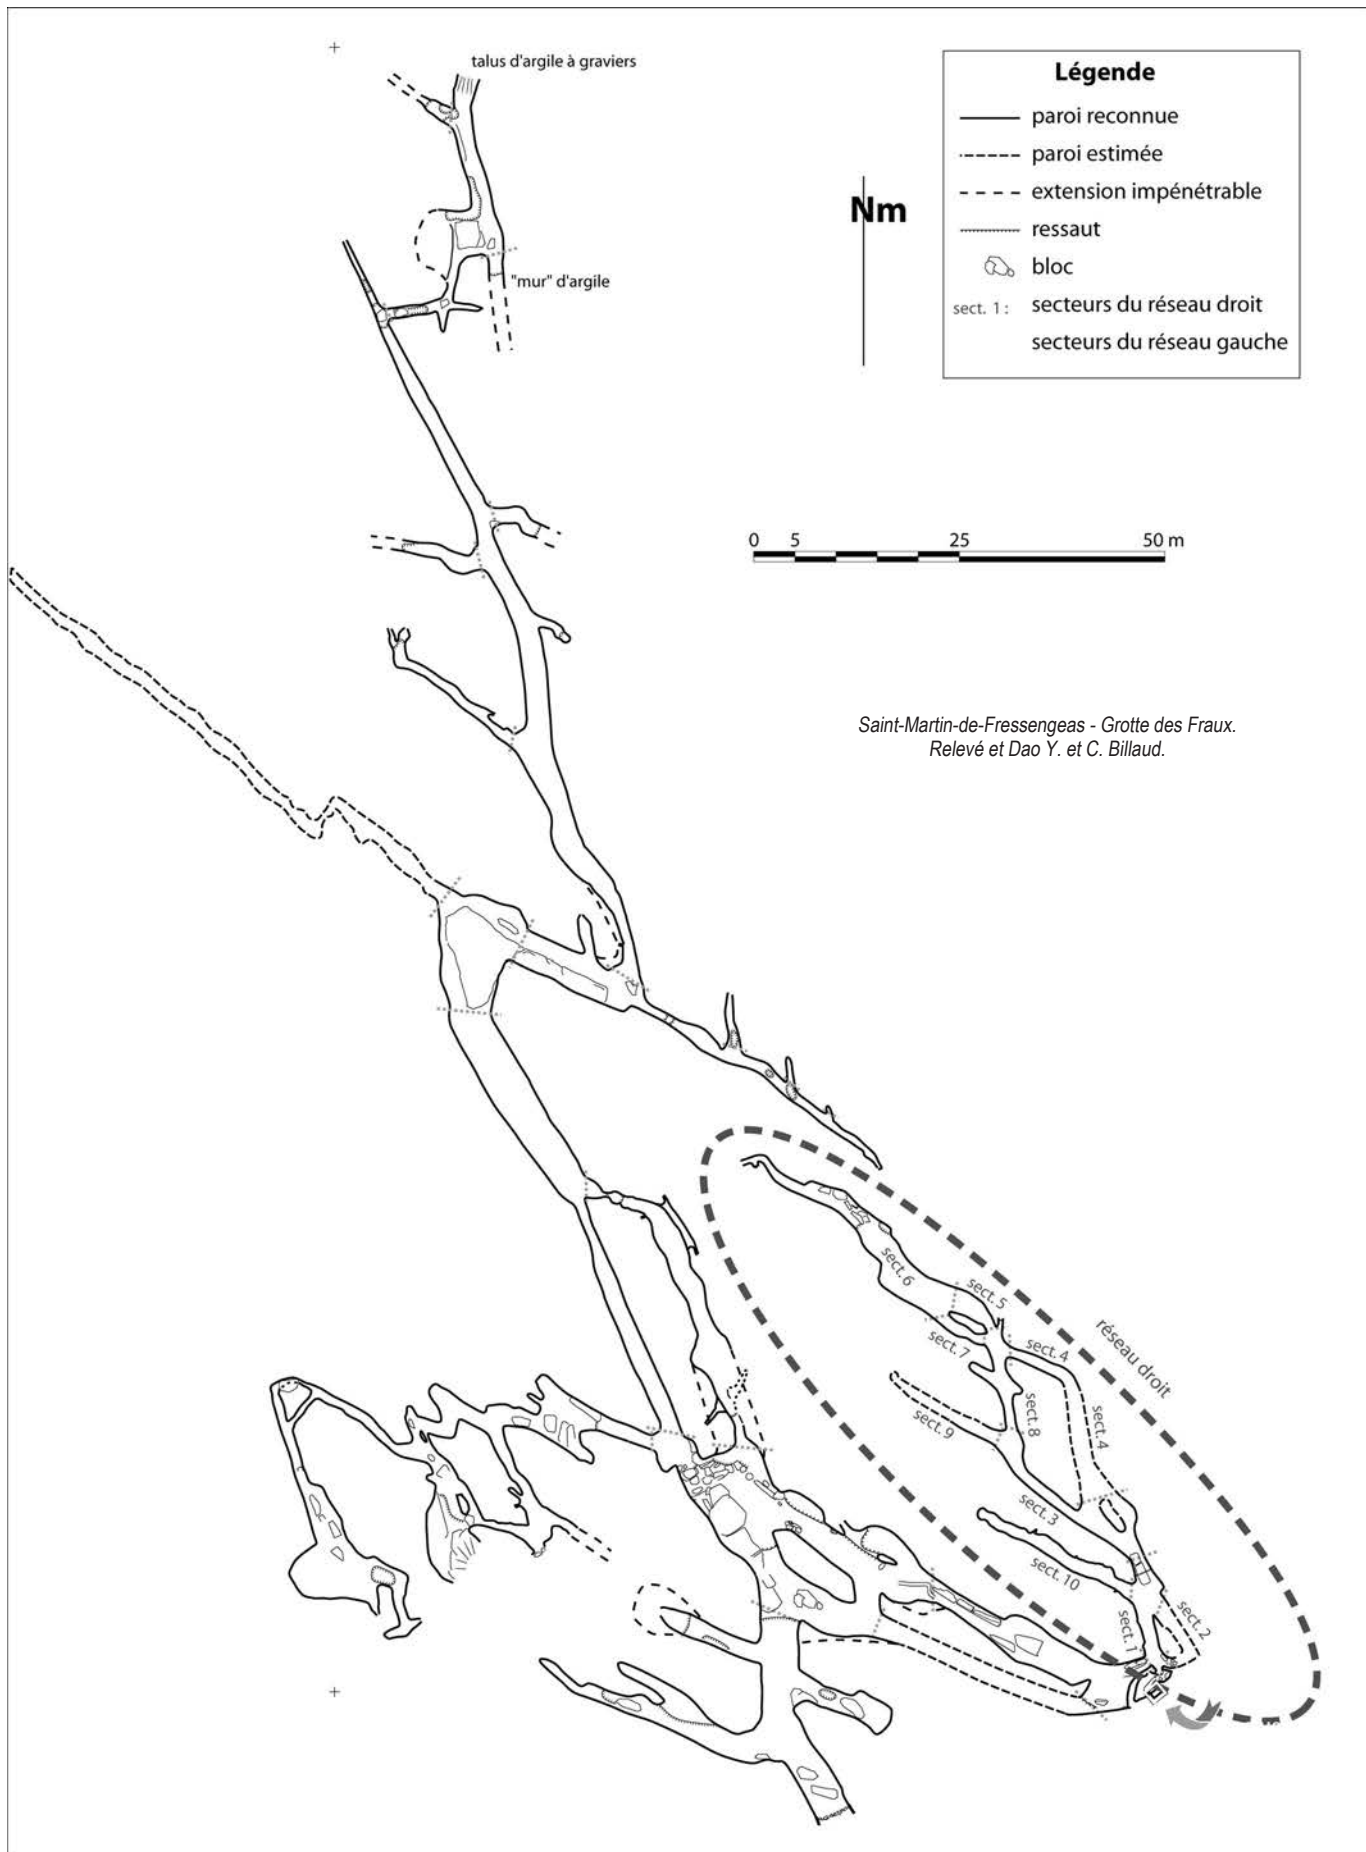 talus d'argile à graviers
"mur" d'argile
Légende
paroi reconnue
paroi estimée
extension impénétrable
ressaut
bloc
sect. 1 : secteurs du réseau droit
secteurs du réseau gauche
Nm
0 5 25 50 m
Saint-Martin-de-Fressengeas - Grotte des Fraux.
Relevé et Dao Y. et C. Billaud.
réseau droit
sect. 6
sect. 5
sect. 7
sect. 4
sect. 9
sect. 8
sect. 4
sect. 3
sect. 10
sect. 1
sect. 2